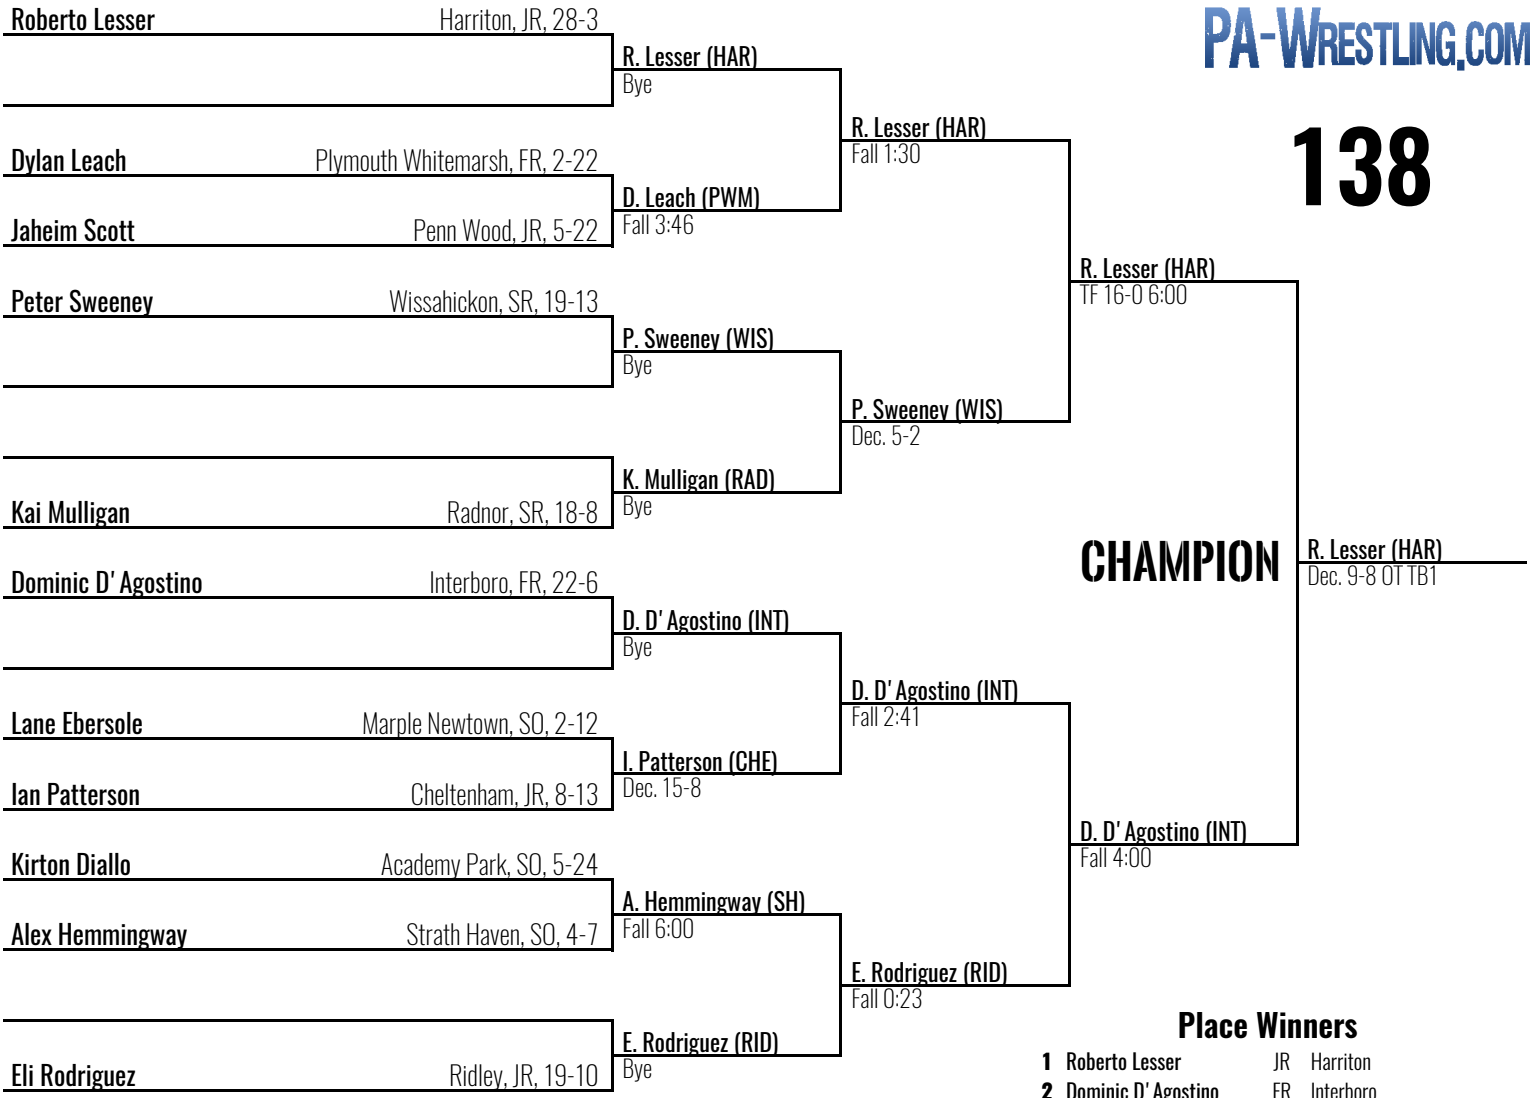 Roberto Lesser Harriton, JR, 28-3
R. Lesser (HAR)
Bye
PA-WRESTLING.COM
138
R. Lesser (HAR)
Fall 1:30
Dylan Leach Plymouth Whitemarsh, FR, 2-22
D. Leach (PWM)
Fall 3:46
Jaheim Scott Penn Wood, JR, 5-22
R. Lesser (HAR)
TF 16-0 6:00
Peter Sweeney Wissahickon, SR, 19-13
P. Sweeney (WIS)
Bye
P. Sweeney (WIS)
Dec. 5-2
K. Mulligan (RAD)
Bye
Kai Mulligan Radnor, SR, 18-8
CHAMPION
R. Lesser (HAR)
Dec. 9-8 OT TB1
Dominic D'Agostino Interboro, FR, 22-6
D. D'Agostino (INT)
Bye
D. D'Agostino (INT)
Fall 2:41
Lane Ebersole Marple Newtown, SO, 2-12
I. Patterson (CHE)
Dec. 15-8
Ian Patterson Cheltenham, JR, 8-13
D. D'Agostino (INT)
Fall 4:00
Kirton Diallo Academy Park, SO, 5-24
A. Hemmingway (SH)
Fall 6:00
Alex Hemmingway Strath Haven, SO, 4-7
E. Rodriguez (RID)
Fall 0:23
E. Rodriguez (RID)
Bye
Eli Rodriguez Ridley, JR, 19-10
Place Winners
1 Roberto Lesser JR Harriton
2 Dominic D'Agostino FR Interboro